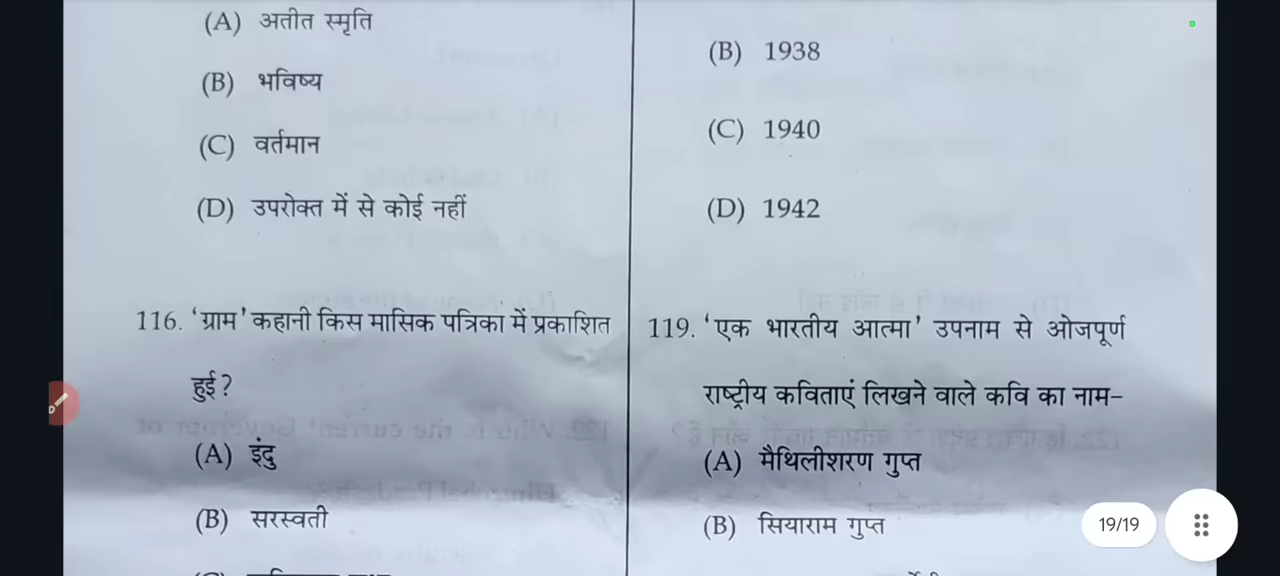 (A) अतीत स्मृति
(B) भविष्य
(C) वर्तमान
(D) उपरोक्त में से कोई नहीं
116. ‘ग्राम’ कहानी किस मासिक पत्रिका में प्रकाशित
हुई?
(A) इंदु
(B) सरस्वती
(B) 1938
(C) 1940
(D) 1942
119. ‘एक भारतीय आत्मा’ उपनाम से ओजपूर्ण
राष्ट्रीय कविताएं लिखने वाले कवि का नाम–
(A) मैथिलीशरण गुप्त
(B) सियाराम गुप्त
19/19